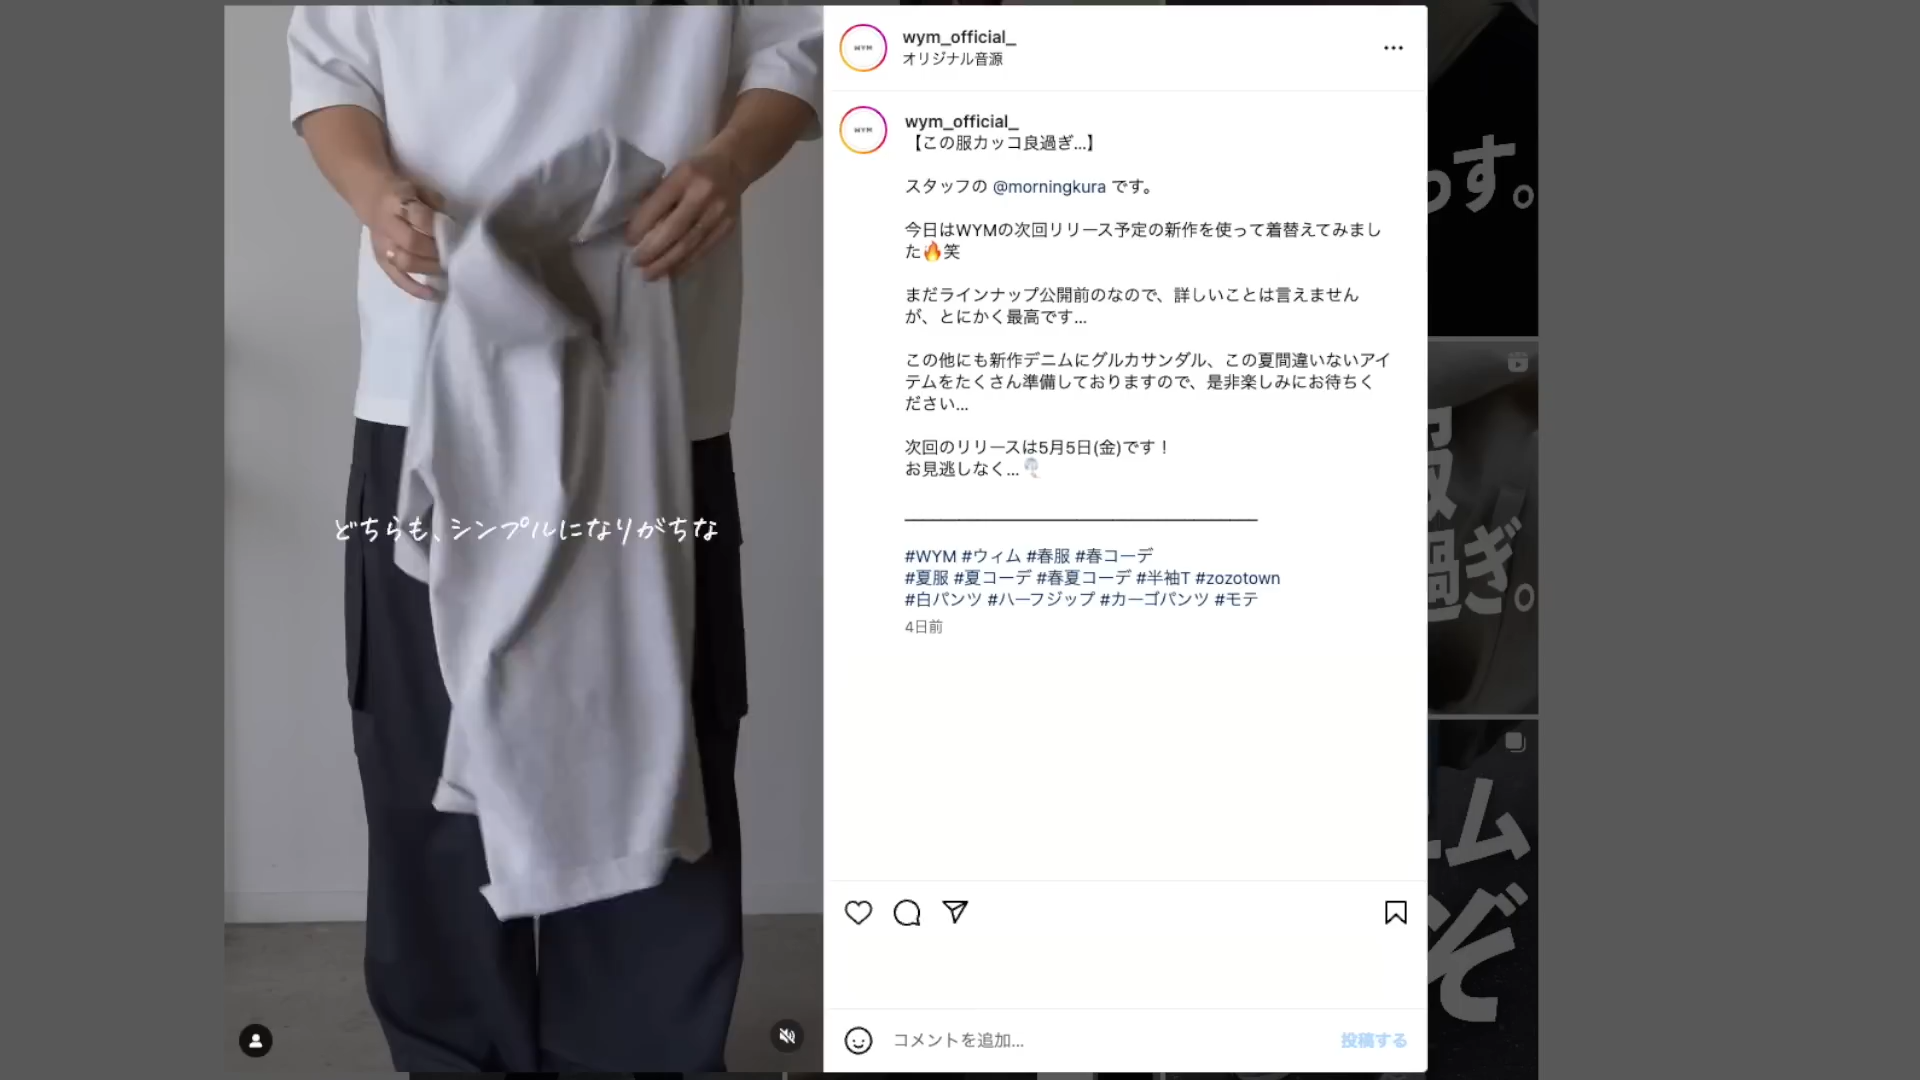 どちらも、シンプルになりがちな
WYM
wym_official_
オリジナル音源
WYM
wym_official_
【この服カッコ良過ぎ...】
スタッフの @morningkura です。
今日はWYMの次回リリース予定の新作を使って着替えてみまし
た🔥笑
まだラインナップ公開前のなので、詳しいことは言えません
が、とにかく最高です...
この他にも新作デニムにグルカサンダル、この夏間違いないアイ
テムをたくさん準備しておりますので、是非楽しみにお待ちく
ださい...
次回のリリースは5月5日(金)です！
お見逃しなく...
#WYM #ウィム #春服 #春コーデ
#夏服 #夏コーデ #春夏コーデ #半袖T #zozotown
#白パンツ #ハーフジップ #カーゴパンツ #モテ
4日前
コメントを追加...
投稿する
す。
服
過ぎ。
ム
ぞ